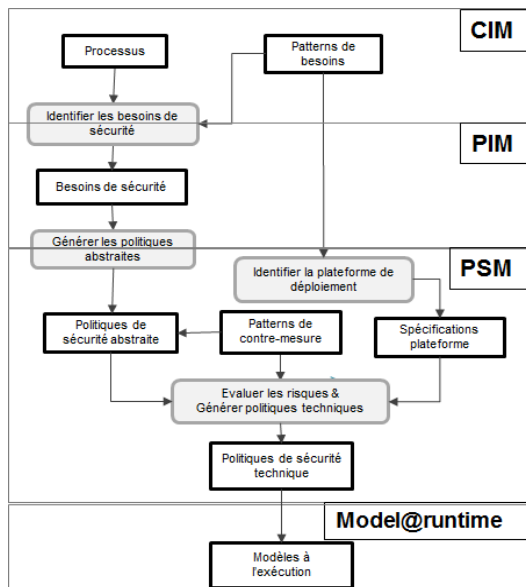 CIM
Processus
Patterns de
besoins
Identifier les besoins de
sécurité
PIM
Besoins de sécurité
Générer les politiques
abstraites
PSM
Identifier la plateforme de
déploiement
Politiques de
sécurité abstraite
Patterns de
contre-mesure
Spécifications
plateforme
Evaluer les risques &
Générer politiques techniques
Politiques de sécurité
technique
Model@runtime
Modèles à
l'exécution